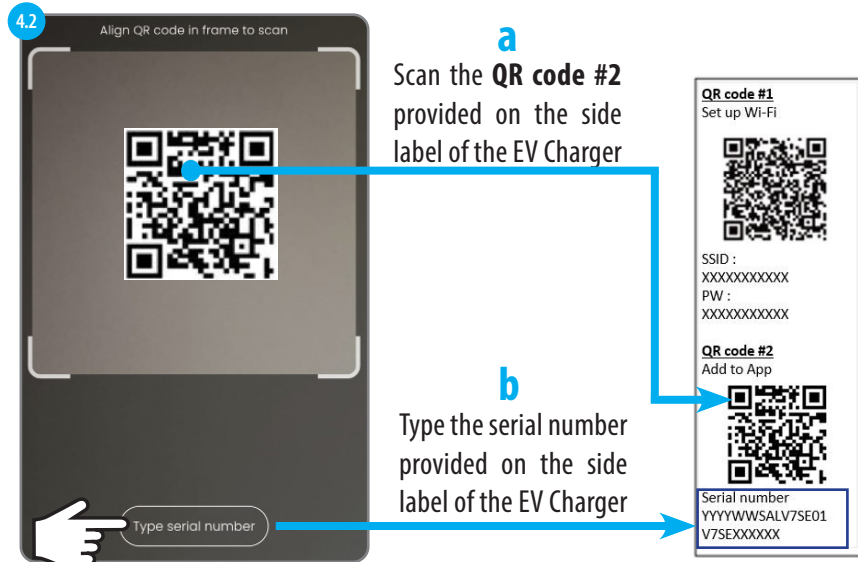 4.2
Align QR code in frame to scan
a
Scan the QR code #2
provided on the side
label of the EV Charger
b
Type the serial number
provided on the side
label of the EV Charger
Type serial number
QR code #1
Set up Wi-Fi
SSID :
XXXXXXXXXXX
PW :
XXXXXXXXXXX
QR code #2
Add to App
Serial number
YYYYWWSALV7SE01
V7SEXXXXXX